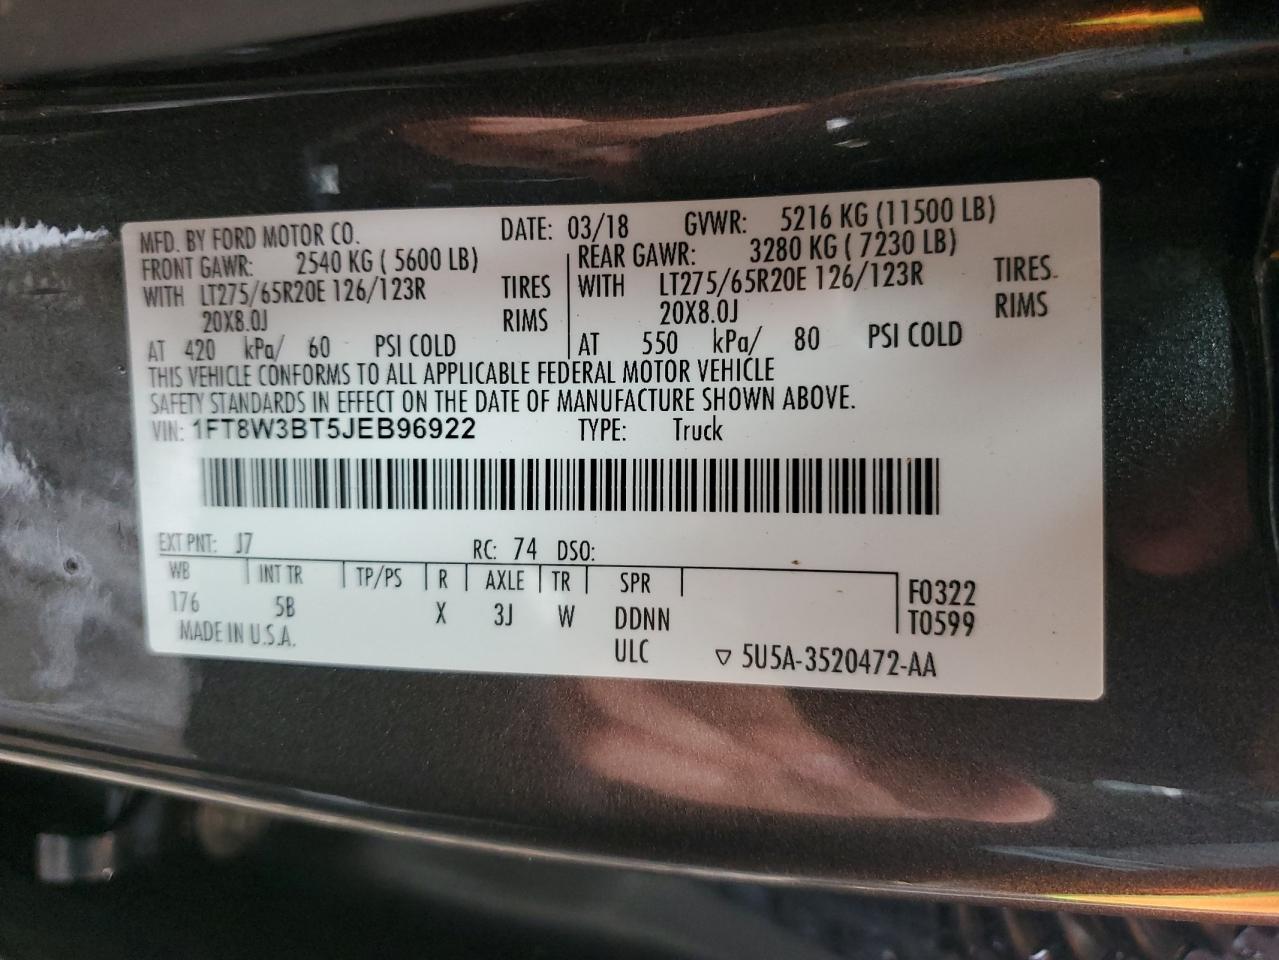 MFD. BY FORD MOTOR CO. DATE: 03/18 GVWR: 5216 KG (11500 LB)
FRONT GAWR: 2540 KG ( 5600 LB) REAR GAWR: 3280 KG ( 7230 LB)
WITH LT275/65R20E 126/123R TIRES WITH LT275/65R20E 126/123R TIRES
20X8.0J RIMS 20X8.0J RIMS
AT 420 kPa/ 60 PSI COLD AT 550 kPa/ 80 PSI COLD
THIS VEHICLE CONFORMS TO ALL APPLICABLE FEDERAL MOTOR VEHICLE
SAFETY STANDARDS IN EFFECT ON THE DATE OF MANUFACTURE SHOWN ABOVE.
VIN: 1FT8W3BT5JEB96922 TYPE: Truck
EXT PNT: J7 RC: 74 DSO:
WB INT TR TP/PS R AXLE TR SPR F0322
176 5B X 3J W DDNN T0599
MADE IN U.S.A. ULC ▽ 5U5A-3520472-AA